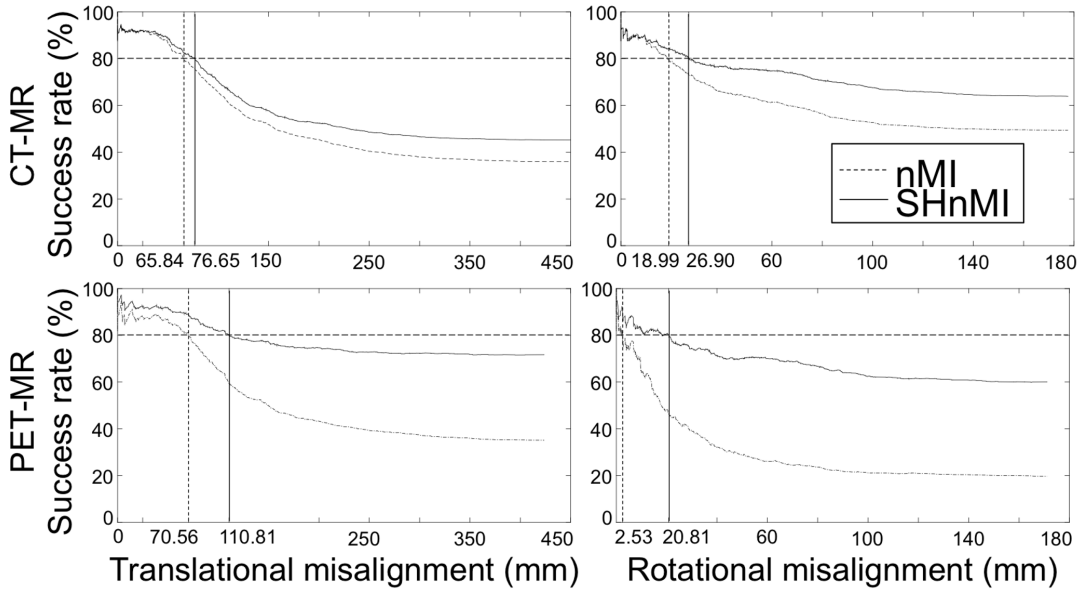 CT-MR
Success rate (%)
100
80
60
40
20
0
0 65.84 76.65 150 250 350 450
100
80
60
40
20
0
0 18.99 26.90 60 100 140 180
nMI
SHnMI
PET-MR
Success rate (%)
100
80
60
40
20
0
0 70.56 110.81 250 350 450
Translational misalignment (mm)
100
80
60
40
20
0
2.53 20.81 60 100 140 180
Rotational misalignment (mm)